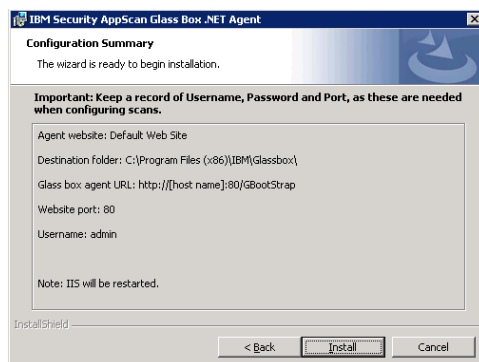 IBM Security AppScan Glass Box .NET Agent
Configuration Summary
The wizard is ready to begin installation.
Important: Keep a record of Username, Password and Port, as these are needed
when configuring scans.
Agent website: Default Web Site
Destination folder: C:\Program Files (x86)\IBM\Glassbox\
Glass box agent URL: http://[host name]:80/GBootStrap
Website port: 80
Username: admin
Note: IIS will be restarted.
InstallShield
< Back
Install
Cancel